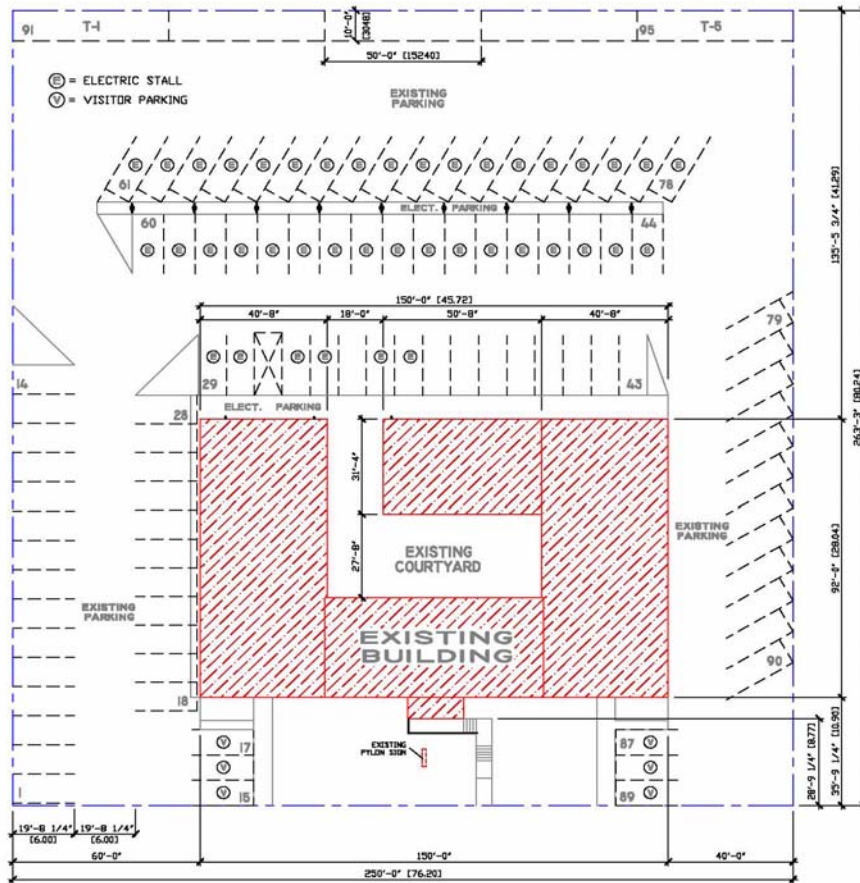 91 T-1
10'-0"
[3048]
95 T-5
50'-0" [15240]
Ⓔ = ELECTRIC STALL
Ⓥ = VISITOR PARKING
EXISTING
PARKING
E E E E E E E E E E E E E E E E E E
61
78
ELECT. PARKING
60
44
E E E E E E E E E E E E E E E E E
135'-5 3/4" [41.29]
263'-3" [80.24]
150'-0" [45.72]
40'-8" 18'-0" 50'-8" 40'-8"
79
E E E E E E
14
29
43
ELECT. PARKING
28
31'-4"
27'-8"
EXISTING
COURTYARD
EXISTING
PARKING
92'-0" [28.04]
EXISTING
PARKING
EXISTING
BUILDING
90
18
EXISTING
PYLON SIGN
V 17
V
V 15
87 V
V
89 V
28'-9 1/4" [8.77]
35'-9 1/4" [10.90]
1
19'-8 1/4" 19'-8 1/4"
[6.00] [6.00]
60'-0" 150'-0" 40'-0"
250'-0" [76.20]